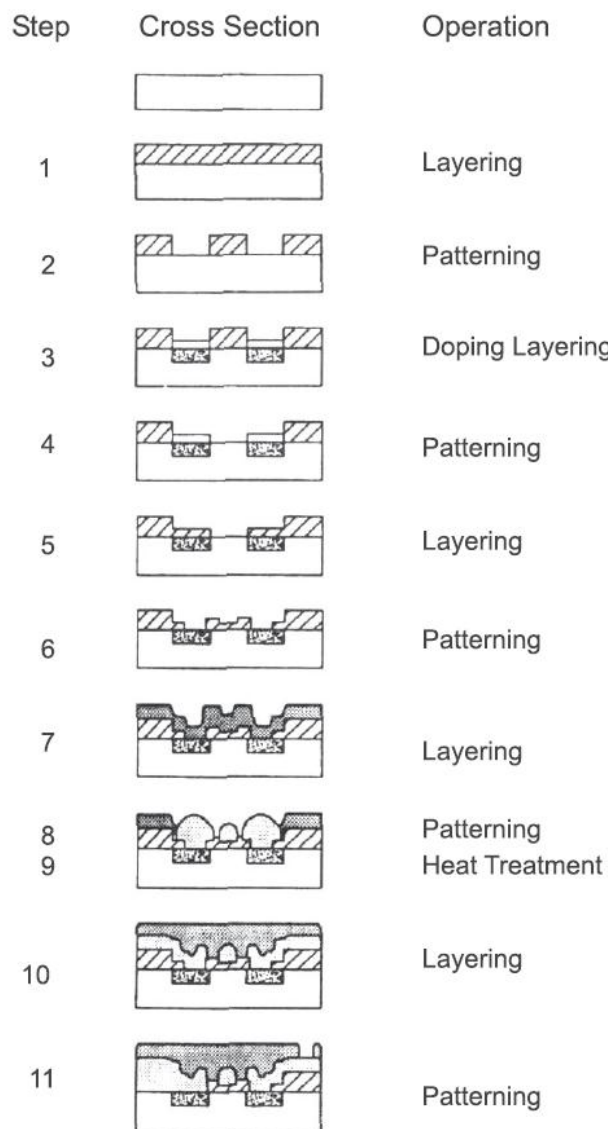 Step Cross Section Operation
1 Layering
2 Patterning
3 Doping Layering
4 Patterning
5 Layering
6 Patterning
7 Layering
8 Patterning
9 Heat Treatment
10 Layering
11 Patterning